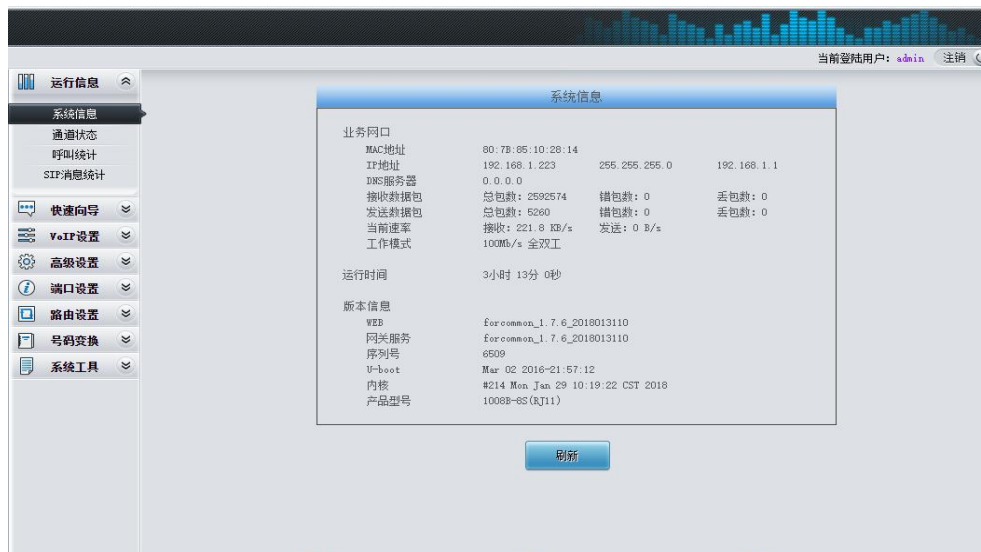 当前登陆用户: admin 注销
运行信息
系统信息
通道状态
呼叫统计
SIP消息统计
快速向导
VoIP设置
高级设置
端口设置
路由设置
号码变换
系统工具
系统信息
业务网口
MAC地址 80:7B:85:10:28:14
IP地址 192.168.1.223 255.255.255.0 192.168.1.1
DNS服务器 0.0.0.0
接收数据包 总包数: 2592574 错包数: 0 丢包数: 0
发送数据包 总包数: 5260 错包数: 0 丢包数: 0
当前速率 接收: 221.8 KB/s 发送: 0 B/s
工作模式 100Mb/s 全双工
运行时间 3小时 13分 0秒
版本信息
WEB forcommon_1.7.6_2018013110
网关服务 forcommon_1.7.6_2018013110
序列号 6509
U-boot Mar 02 2016-21:57:12
内核 #214 Mon Jan 29 10:19:22 CST 2018
产品型号 1008B-8S(RJ11)
刷新